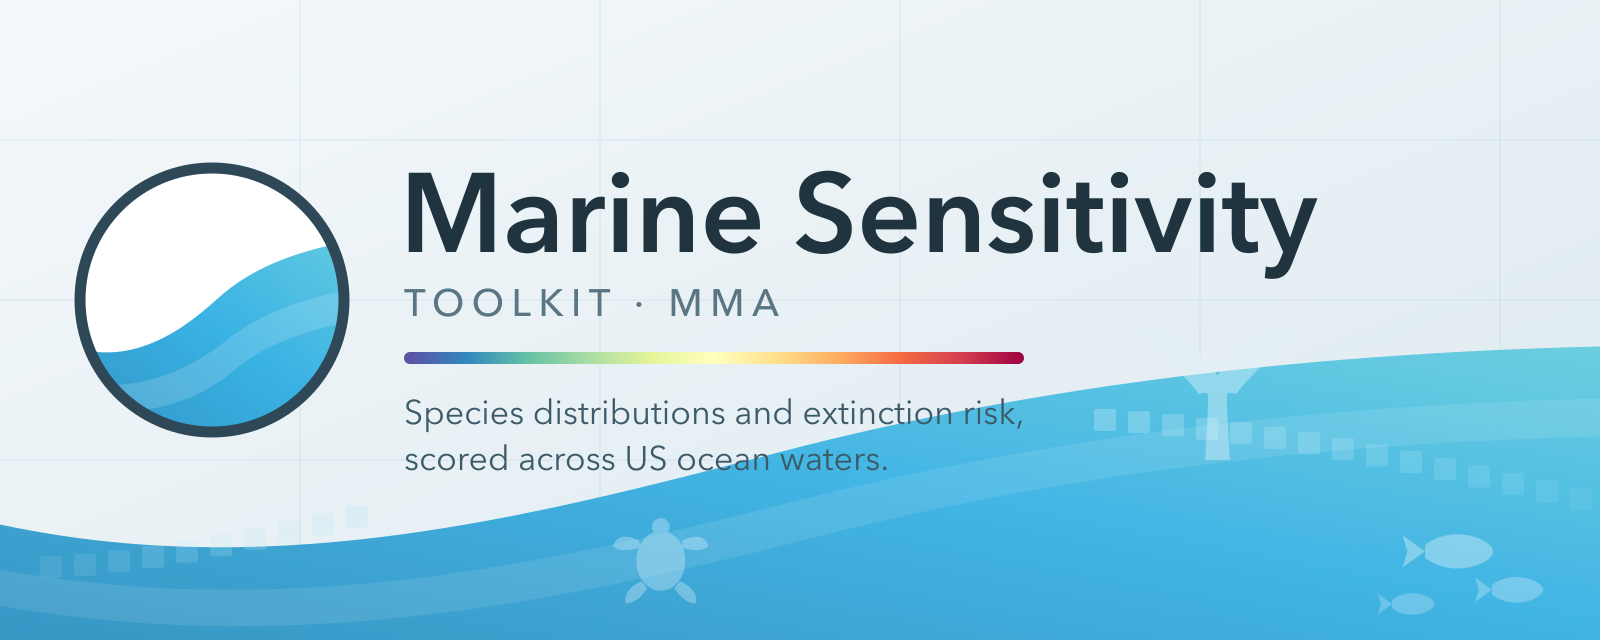 Marine Sensitivity
TOOLKIT · MMA
Species distributions and extinction risk,
scored across US ocean waters.